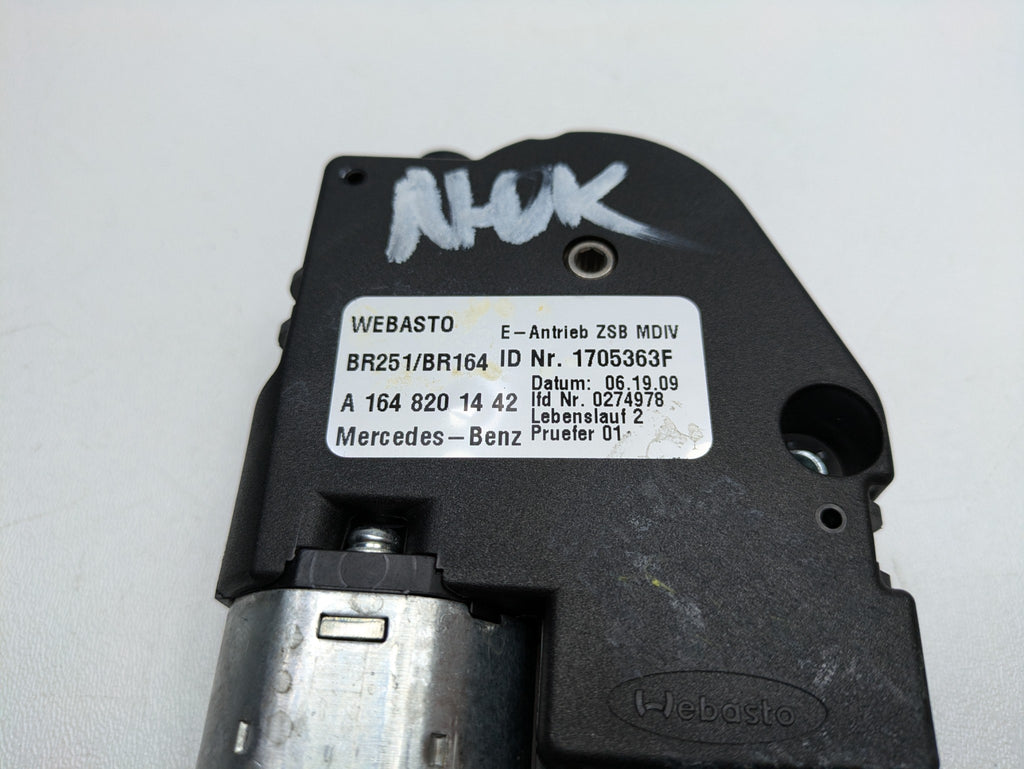 WEBASTO
E-Antrieb ZSB MDIV
BR251/BR164 ID Nr. 1705363F
Datum: 06.19.09
A 164 820 14 42 lfd Nr. 0274978
Lebenslauf 2
Mercedes-Benz Pruefer 01
Webasto